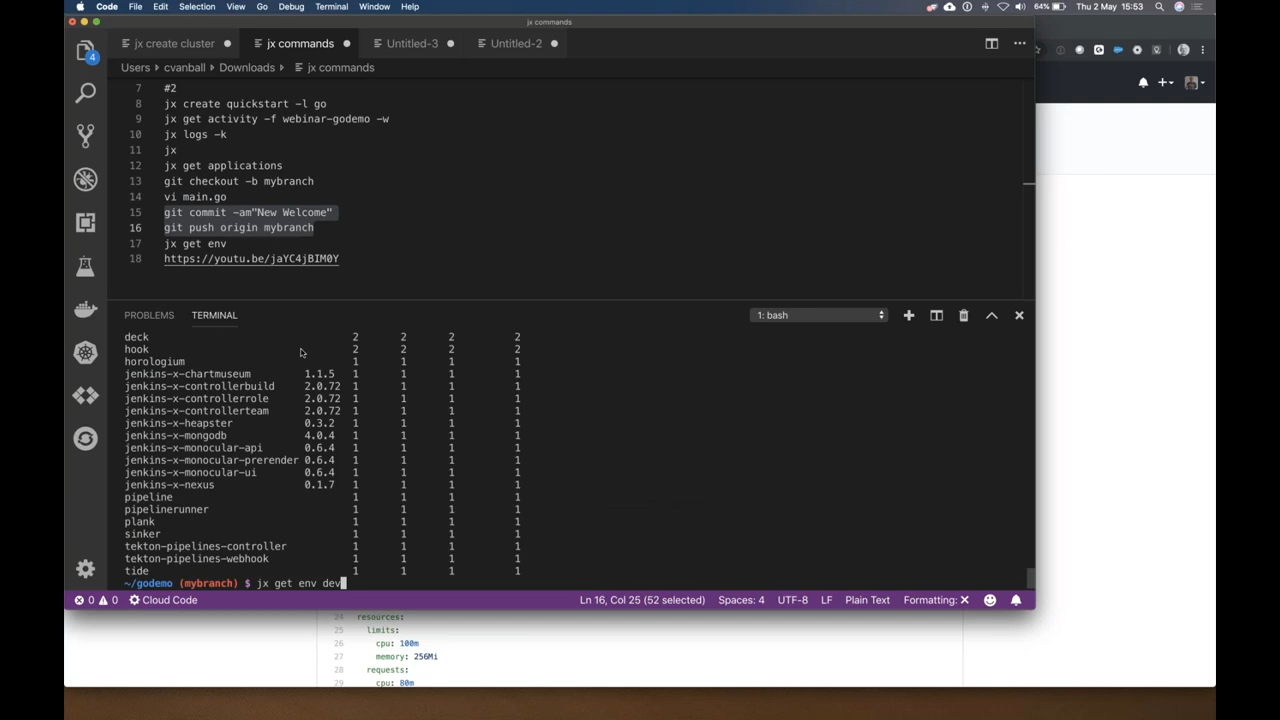 Code File Edit Selection View Go Debug Terminal Window Help 64% Thu 2 May 15:53
jx commands
jx create cluster jx commands Untitled-3 Untitled-2
Users › cvanball › Downloads › jx commands
4
7 #2
8 jx create quickstart -l go
9 jx get activity -f webinar-godemo -w
10 jx logs -k
11 jx
12 jx get applications
13 git checkout -b mybranch
14 vi main.go
15 git commit -am"New Welcome"
16 git push origin mybranch
17 jx get env
18 https://youtu.be/jaYC4jBIM0Y
PROBLEMS TERMINAL 1: bash
deck 2 2 2 2
hook 2 2 2 2
horologium 1 1 1 1
jenkins-x-chartmuseum 1.1.5 1 1 1 1
jenkins-x-controllerbuild 2.0.72 1 1 1 1
jenkins-x-controllerrole 2.0.72 1 1 1 1
jenkins-x-controllerteam 2.0.72 1 1 1 1
jenkins-x-heapster 0.3.2 1 1 1 1
jenkins-x-mongodb 4.0.4 1 1 1 1
jenkins-x-monocular-api 0.6.4 1 1 1 1
jenkins-x-monocular-prerender 0.6.4 1 1 1 1
jenkins-x-monocular-ui 0.6.4 1 1 1 1
jenkins-x-nexus 0.1.7 1 1 1 1
pipeline 1 1 1 1
pipelinerunner 1 1 1 1
plank 1 1 1 1
sinker 1 1 1 1
tekton-pipelines-controller 1 1 1 1
tekton-pipelines-webhook 1 1 1 1
tide 1 1 1 1
~/godemo (mybranch) $ jx get env dev
0 0 Cloud Code Ln 16, Col 25 (52 selected) Spaces: 4 UTF-8 LF Plain Text Formatting: ✕
24 resources:
25 limits:
26 cpu: 100m
27 memory: 256Mi
28 requests:
29 cpu: 80m